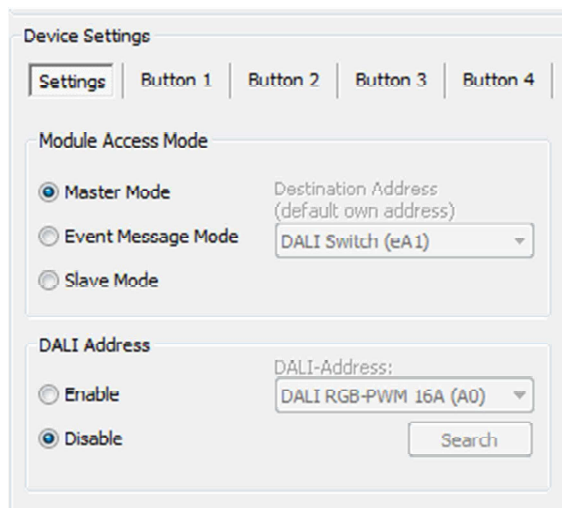 Device Settings
Settings Button 1 Button 2 Button 3 Button 4
Module Access Mode
Master Mode
Destination Address
(default own address)
Event Message Mode
DALI Switch (eA1)
Slave Mode
DALI Address
DALI-Address:
Enable
DALI RGB-PWM 16A (A0)
Disable
Search